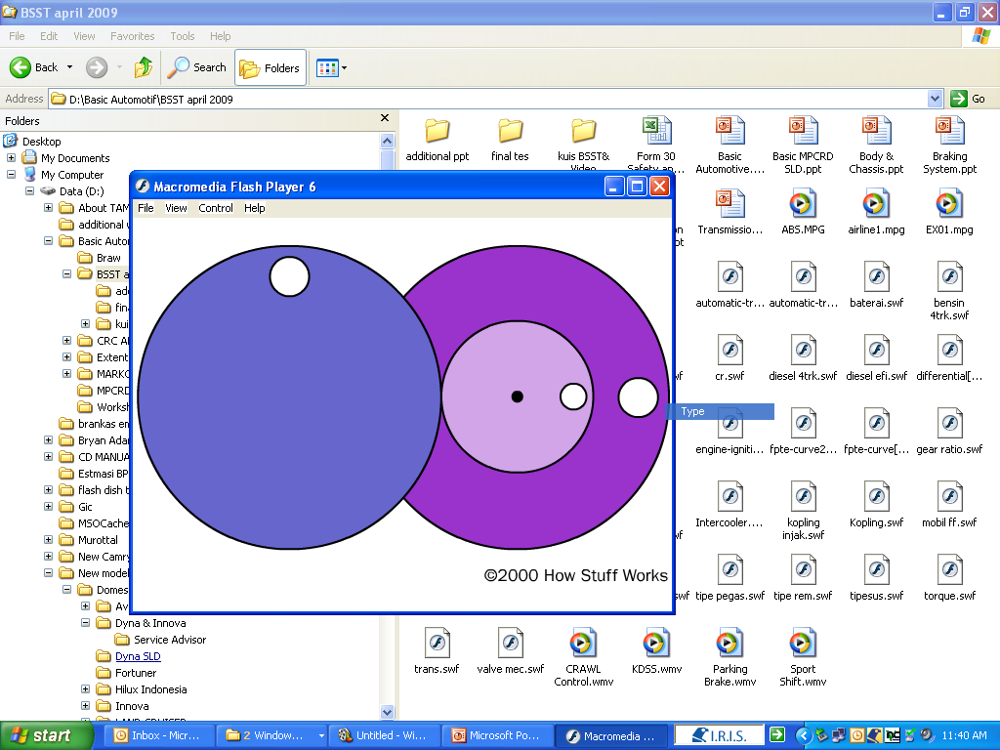 BSST april 2009
File Edit View Favorites Tools Help
Back Search Folders
Address D:\Basic Automotif\BSST april 2009 Go
Folders
Desktop
My Documents
My Computer
Data (D:)
About TAM
additional
Basic Autom
Braw
BSST a
ad
fin
kui
CRC A
Extent
MARK
MPCRD
Works
brankas em
Bryan Adam
CD MANUA
Estmasi BP
flash dish t
Gic
MSOCache
Murottal
New Camry
New model
Domes
Av
Dyna & Innova
Service Advisor
Dyna SLD
Fortuner
Hilux Indonesia
Innova
LAND CRUISER
additional ppt final tes kuis BSST& Video Form 30 Safety an... Basic Automotive.... Basic MPCRD SLD.ppt Body & Chassis.ppt Braking System.ppt
Transmissio... ABS.MPG airline1.mpg EX01.mpg
automatic-tr... automatic-tr... baterai.swf bensin 4trk.swf
cr.swf diesel 4trk.swf diesel efi.swf differential[...
engine-igniti... fpte-curve2... fpte-curve[... gear ratio.swf
Intercooler.... kopling injak.swf Kopling.swf mobil ff.swf
tipe pegas.swf tipe rem.swf tipesus.swf torque.swf
trans.swf valve mec.swf CRAWL Control.wmv KDSS.wmv Parking Brake.wmv Sport Shift.wmv
Macromedia Flash Player 6
File View Control Help
©2000 How Stuff Works
Type
start Inbox - Micr... 2 Window... Untitled - Wi... Microsoft Po... Macromedia ... I.R.I.S. 11:40 AM